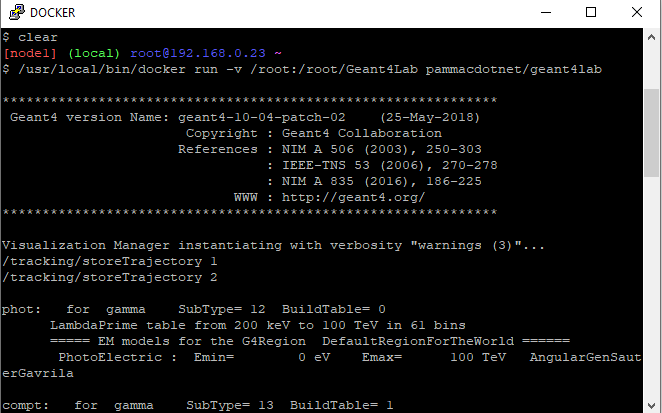 DOCKER
$ clear
[node1] (local) root@192.168.0.23 ~
$ /usr/local/bin/docker run -v /root:/root/Geant4Lab pammacdotnet/geant4lab
**************************************************************
Geant4 version Name: geant4-10-04-patch-02    (25-May-2018)
Copyright : Geant4 Collaboration
References : NIM A 506 (2003), 250-303
: IEEE-TNS 53 (2006), 270-278
: NIM A 835 (2016), 186-225
WWW : http://geant4.org/
**************************************************************
Visualization Manager instantiating with verbosity "warnings (3)"...
/tracking/storeTrajectory 1
/tracking/storeTrajectory 2
phot:   for  gamma    SubType= 12  BuildTable= 0
LambdaPrime table from 200 keV to 100 TeV in 61 bins
===== EM models for the G4Region  DefaultRegionForTheWorld ======
PhotoElectric :  Emin=        0 eV    Emax=      100 TeV   AngularGenSaut
erGavrila
compt:   for  gamma    SubType= 13  BuildTable= 1